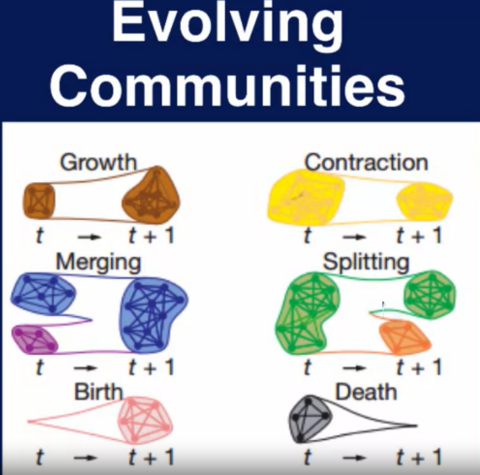 Evolving
Communities
Growth
Contraction
t → t + 1
t → t + 1
Merging
Splitting
t → t + 1
t → t + 1
Birth
Death
t → t + 1
t → t + 1